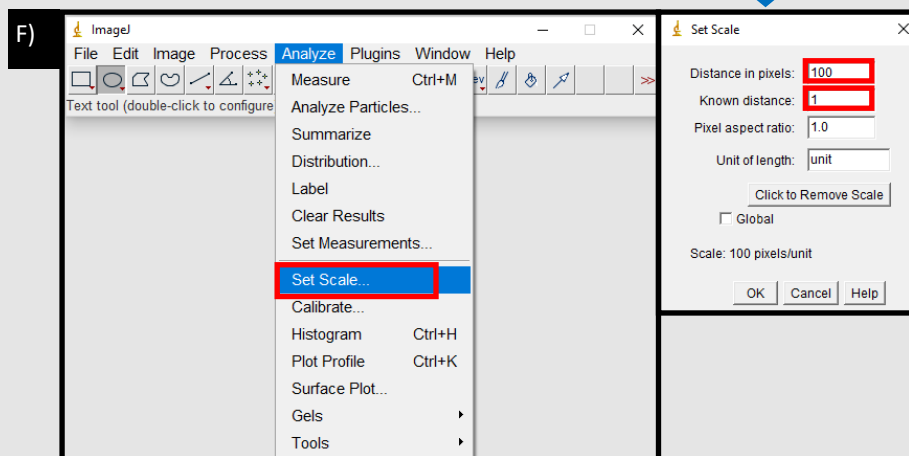 F)
ImageJ
File Edit Image Process Analyze Plugins Window Help
Text tool (double-click to configure
Measure Ctrl+M
Analyze Particles...
Summarize
Distribution...
Label
Clear Results
Set Measurements...
Set Scale...
Calibrate...
Histogram Ctrl+H
Plot Profile Ctrl+K
Surface Plot...
Gels
Tools
Set Scale
Distance in pixels: 100
Known distance: 1
Pixel aspect ratio: 1.0
Unit of length: unit
Click to Remove Scale
Global
Scale: 100 pixels/unit
OK Cancel Help